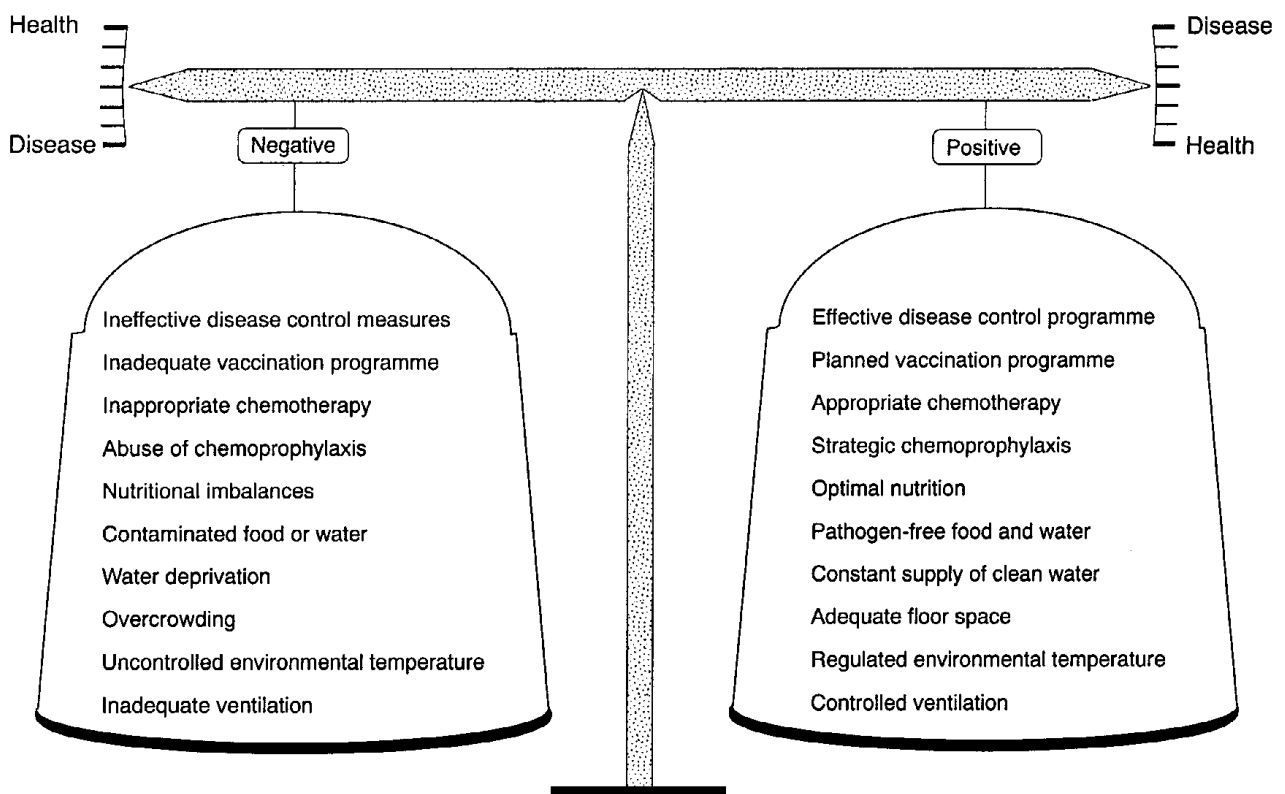 Health
Disease
Disease
Health
Negative
Positive
Ineffective disease control measures
Inadequate vaccination programme
Inappropriate chemotherapy
Abuse of chemoprophylaxis
Nutritional imbalances
Contaminated food or water
Water deprivation
Overcrowding
Uncontrolled environmental temperature
Inadequate ventilation
Effective disease control programme
Planned vaccination programme
Appropriate chemotherapy
Strategic chemoprophylaxis
Optimal nutrition
Pathogen-free food and water
Constant supply of clean water
Adequate floor space
Regulated environmental temperature
Controlled ventilation